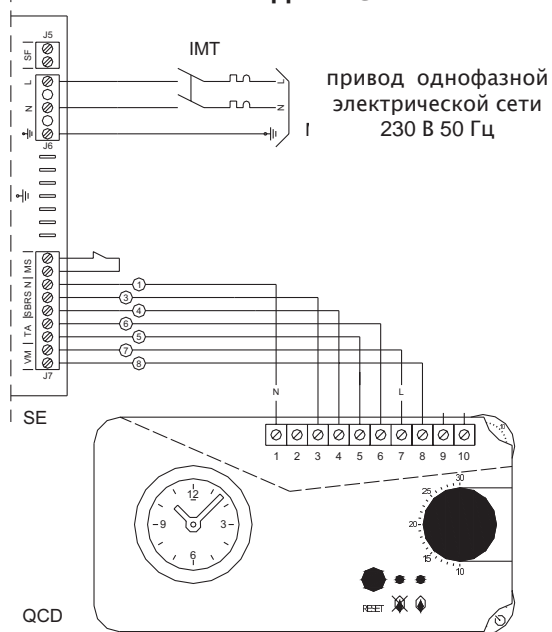 J5
SF
IMT
L
N
L
N
привод однофазной
электрической сети
230 В 50 Гц
J6
MS
N
RS
SB
TA
VM
J7
1
3
4
6
5
7
8
N
L
SE
1 2 3 4 5 6 7 8 9 10
12
9 3
6
30
25
20
15
10
RESET
QCD